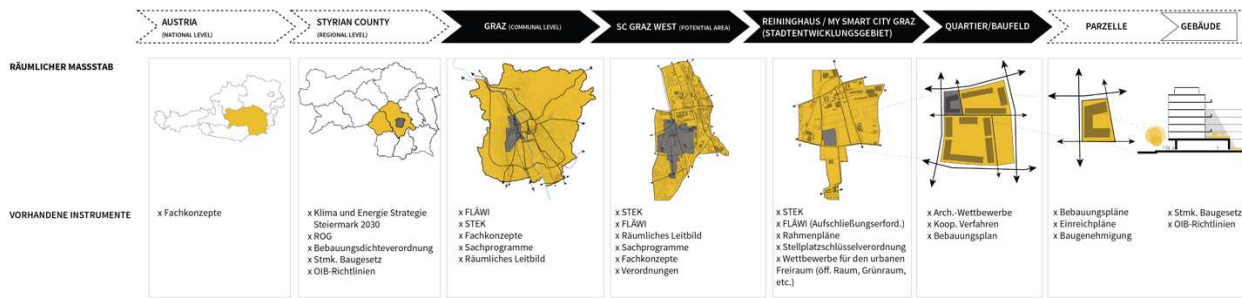 AUSTRIA
(NATIONAL LEVEL)
STYRIAN COUNTY
(REGIONAL LEVEL)
GRAZ (COMMUNAL LEVEL)
SC GRAZ WEST (POTENTIAL AREA)
REININGHAUS / MY SMART CITY GRAZ
(STADTENTWICKLUNGSGEBIET)
QUARTIER/BAUFELD
PARZELLE
GEBÄUDE
RÄUMLICHER MASSSTAB
VORHANDENE INSTRUMENTE
x Fachkonzepte
x Klima und Energie Strategie
Steiermark 2030
x ROG
x Bebauungsdichteverordnung
x Stmk. Baugesetz
x OIB-Richtlinien
x FLÄWI
x STEK
x Fachkonzepte
x Sachprogramme
x Räumliches Leitbild
x STEK
x FLÄWI
x Räumliches Leitbild
x Sachprogramme
x Fachkonzepte
x Verordnungen
x STEK
x FLÄWI (Aufschließungserford.)
x Rahmenpläne
x Stellplatzschlüsselverordnung
x Wettbewerbe für den urbanen
Freiraum (öff. Raum, Grünraum,
etc.)
x Arch.-Wettbewerbe
x Koop. Verfahren
x Bebauungsplan
x Bebauungspläne
x Einreichpläne
x Baugenehmigung
x Stmk. Baugesetz
x OIB-Richtlinien